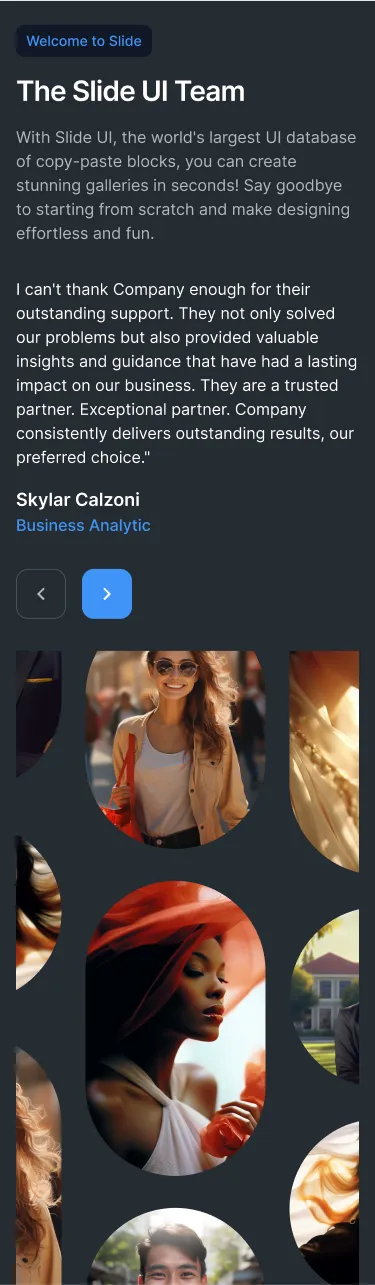 Welcome to Slide
The Slide UI Team
With Slide UI, the world's largest UI database
of copy-paste blocks, you can create
stunning galleries in seconds! Say goodbye
to starting from scratch and make designing
effortless and fun.
I can't thank Company enough for their
outstanding support. They not only solved
our problems but also provided valuable
insights and guidance that have had a lasting
impact on our business. They are a trusted
partner. Exceptional partner. Company
consistently delivers outstanding results, our
preferred choice."
Skylar Calzoni
Business Analytic